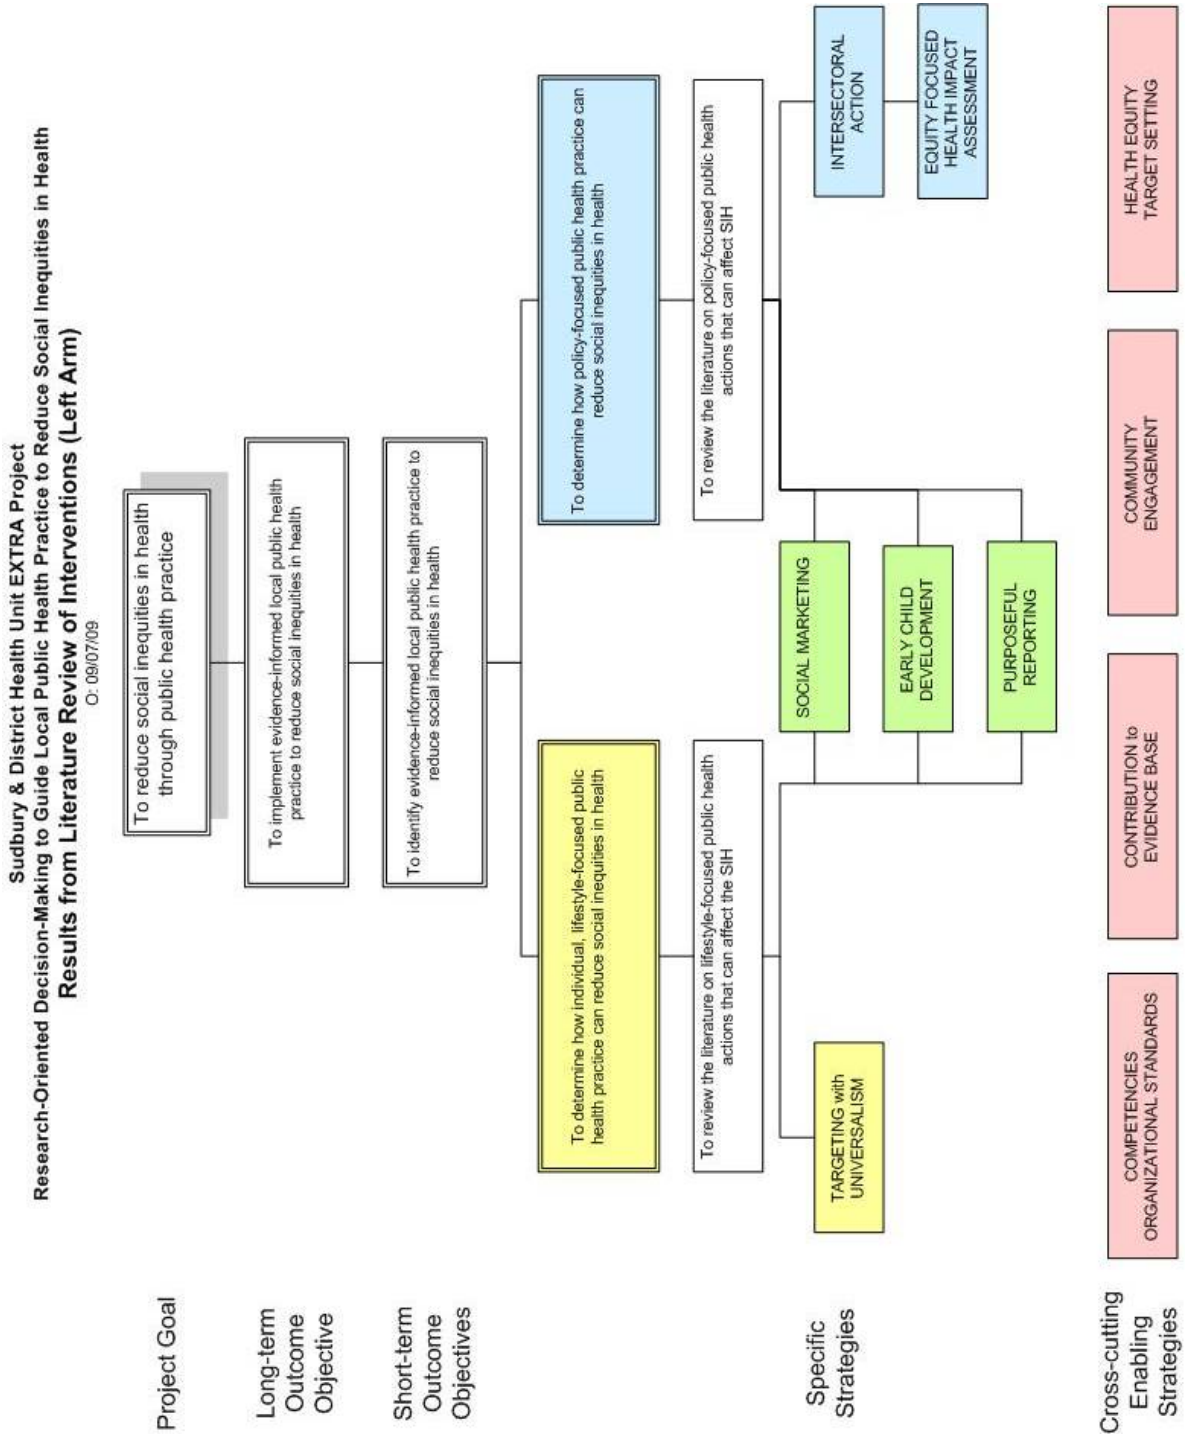 Sudbury & District Health Unit EXTRA Project
Research-Oriented Decision-Making to Guide Local Public Health Practice to Reduce Social Inequities in Health
Results from Literature Review of Interventions (Left Arm)
O: 09/07/09
Project Goal
To reduce social inequities in health
through public health practice
Long-term
Outcome
Objective
To implement evidence-informed local public health
practice to reduce social inequities in health
Short-term
Outcome
Objectives
To identify evidence-informed local public health practice to
reduce social inequities in health
To determine how individual, lifestyle-focused public
health practice can reduce social inequities in health
To determine how policy-focused public health practice can
reduce social inequities in health
To review the literature on lifestyle-focused public health
actions that can affect the SIH
To review the literature on policy-focused public health
actions that can affect SIH
Specific
Strategies
TARGETING with
UNIVERSALISM
SOCIAL MARKETING
EARLY CHILD
DEVELOPMENT
PURPOSEFUL
REPORTING
INTERSECTORAL
ACTION
EQUITY FOCUSED
HEALTH IMPACT
ASSESSMENT
Cross-cutting
Enabling
Strategies
COMPETENCIES
ORGANIZATIONAL STANDARDS
CONTRIBUTION to
EVIDENCE BASE
COMMUNITY
ENGAGEMENT
HEALTH EQUITY
TARGET SETTING